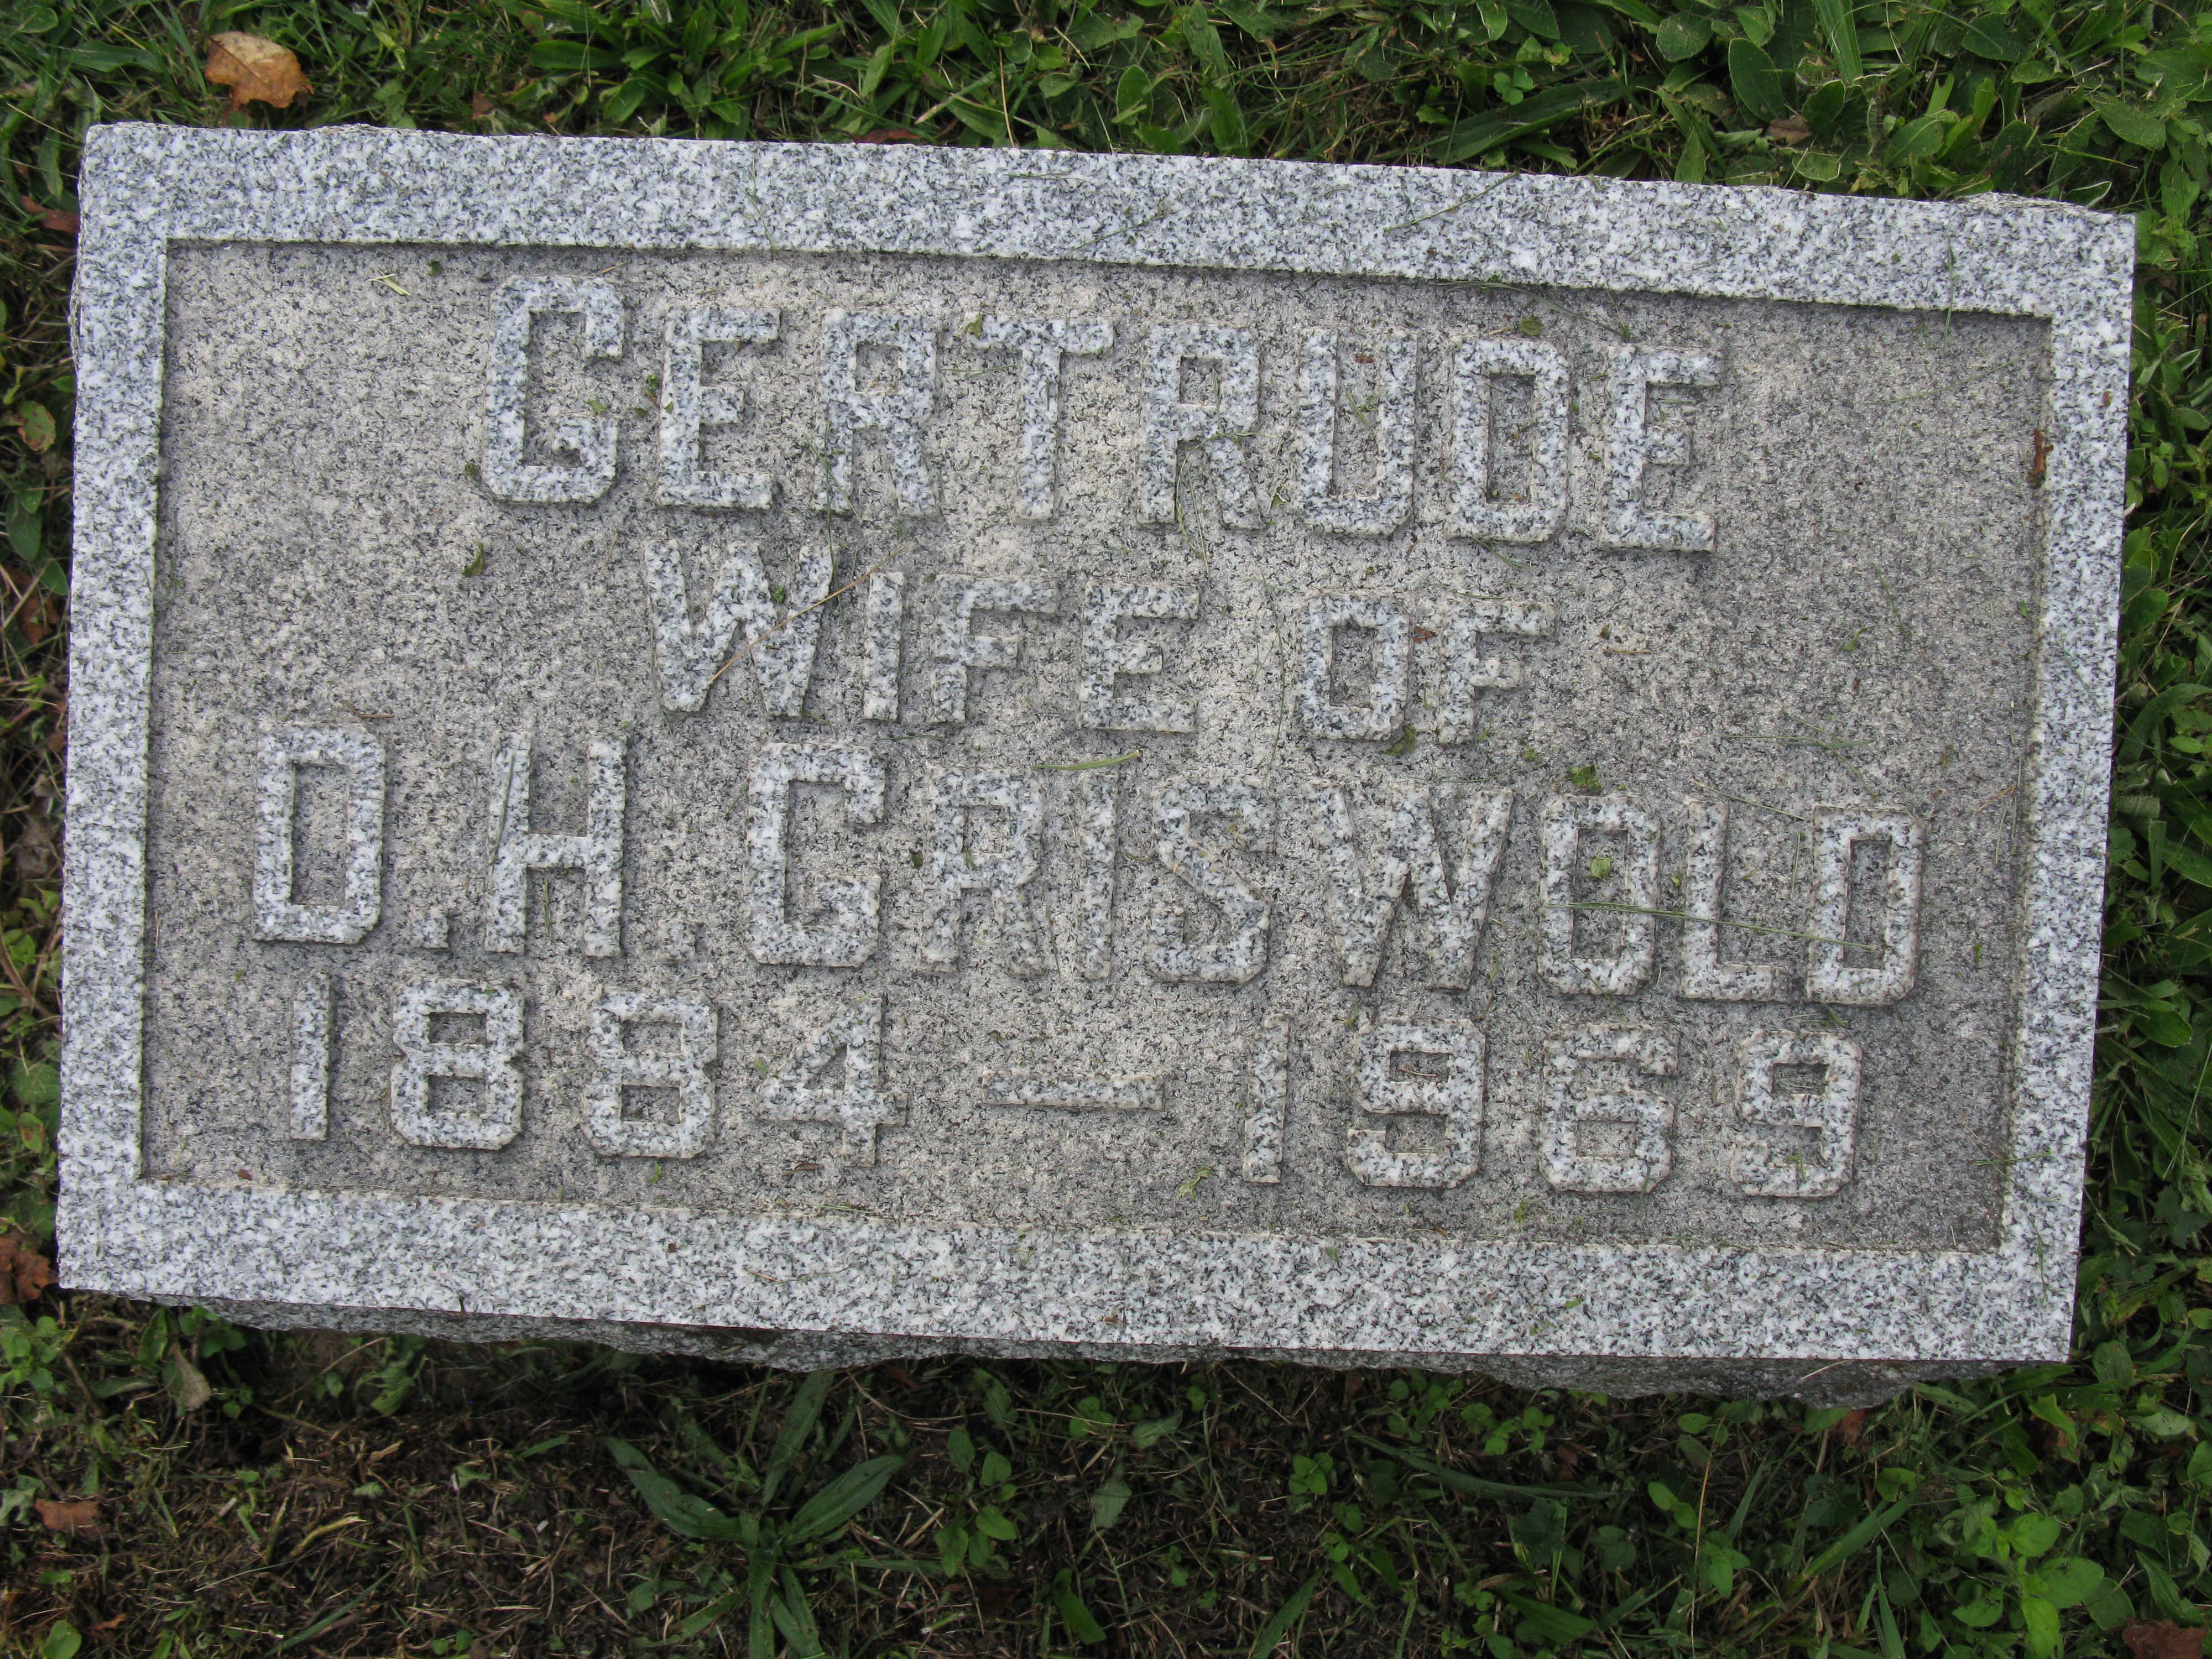 GERTRUDE
WIFE OF
D.H. GRISWOLD
1884 — 1969